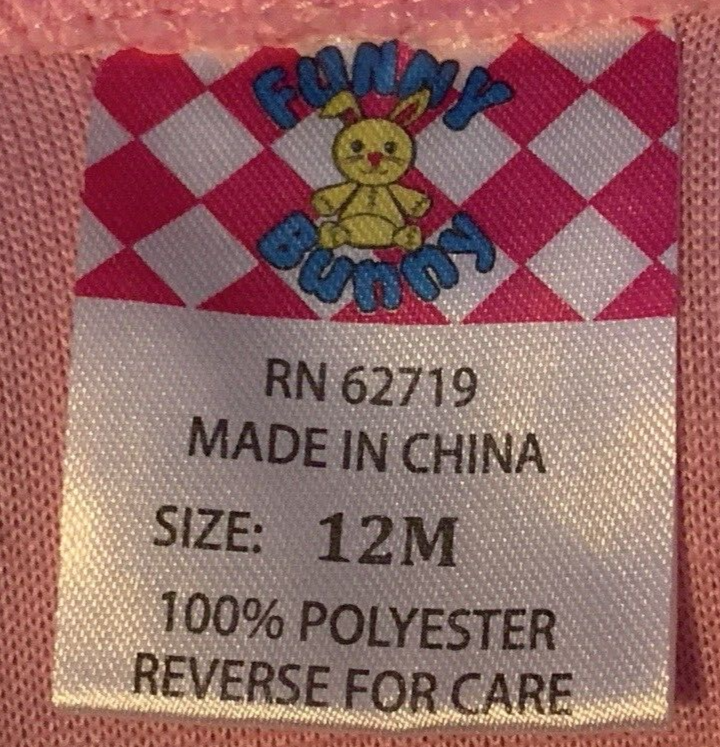 FUNNY
Bunny
RN 62719
MADE IN CHINA
SIZE: 12M
100% POLYESTER
REVERSE FOR CARE